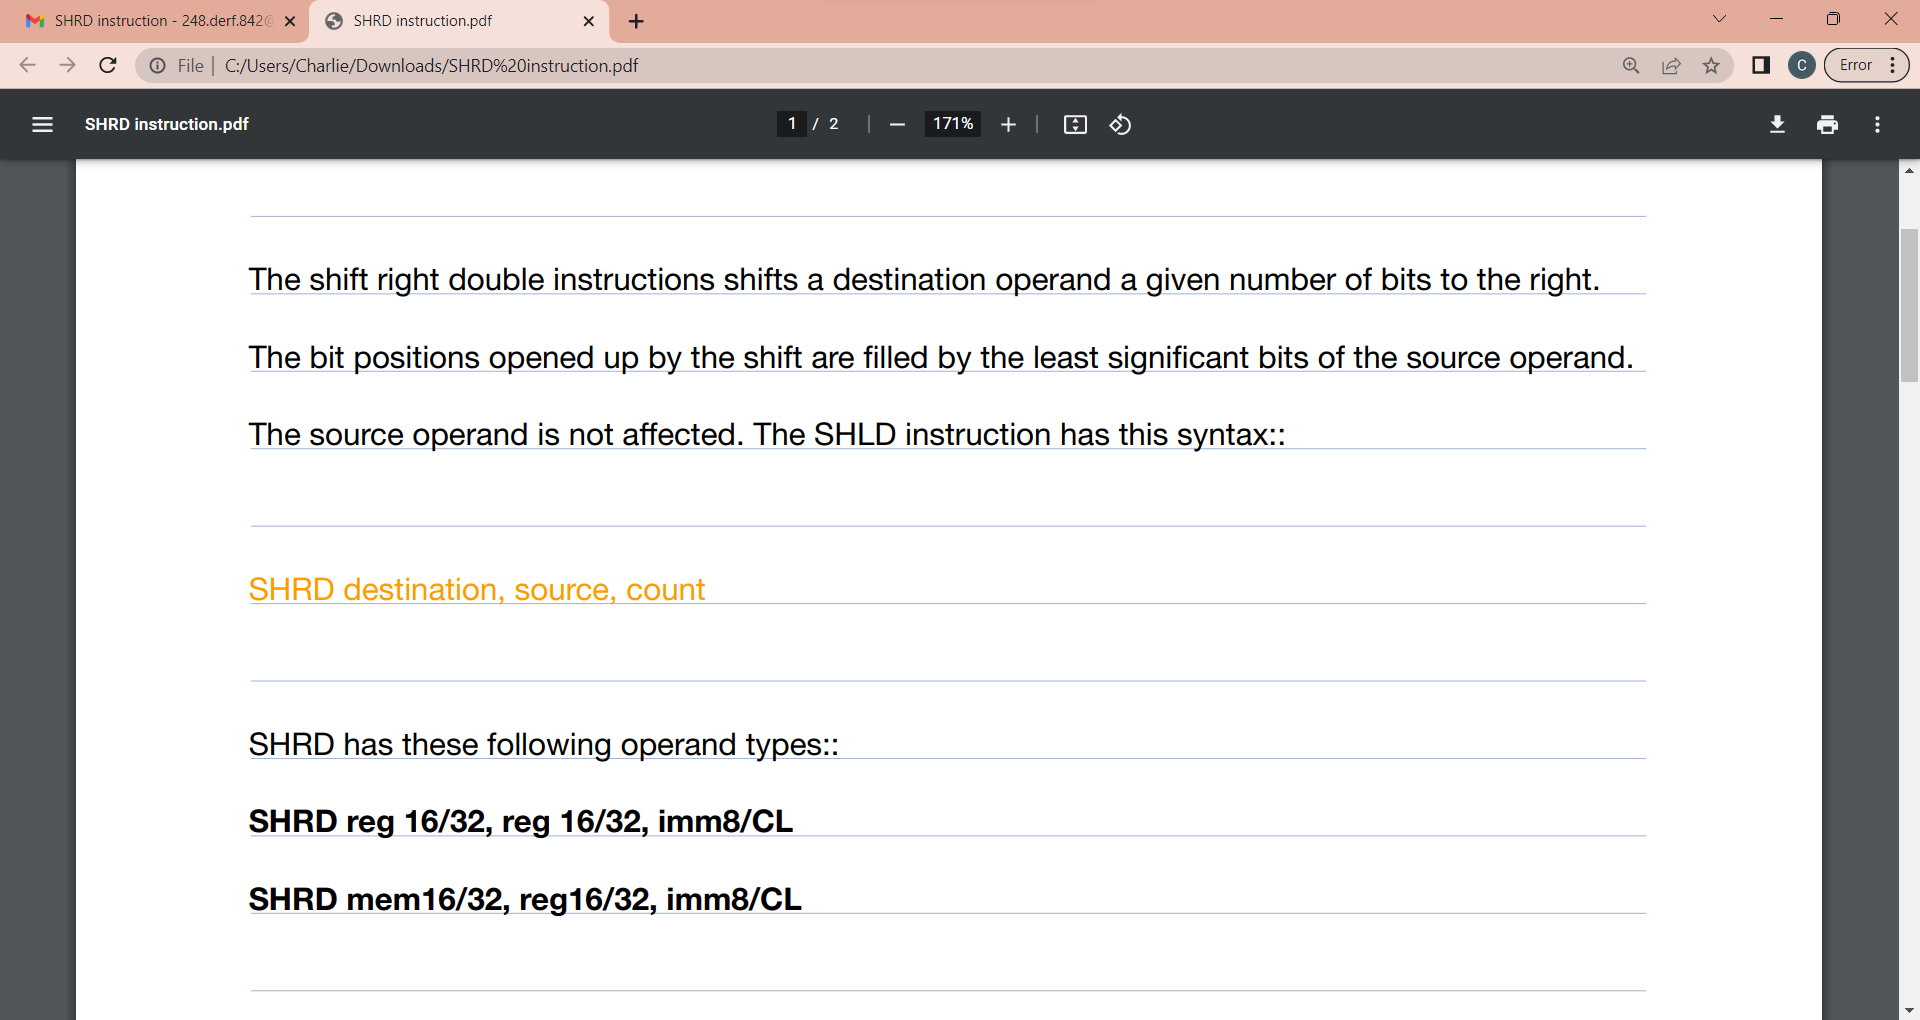 SHRD instruction - 248.derf.842@
SHRD instruction.pdf
File
C:/Users/Charlie/Downloads/SHRD%20instruction.pdf
C
Error
SHRD instruction.pdf
1 / 2
171%
The shift right double instructions shifts a destination operand a given number of bits to the right.
The bit positions opened up by the shift are filled by the least significant bits of the source operand.
The source operand is not affected. The SHLD instruction has this syntax::
SHRD destination, source, count
SHRD has these following operand types::
SHRD reg 16/32, reg 16/32, imm8/CL
SHRD mem16/32, reg16/32, imm8/CL